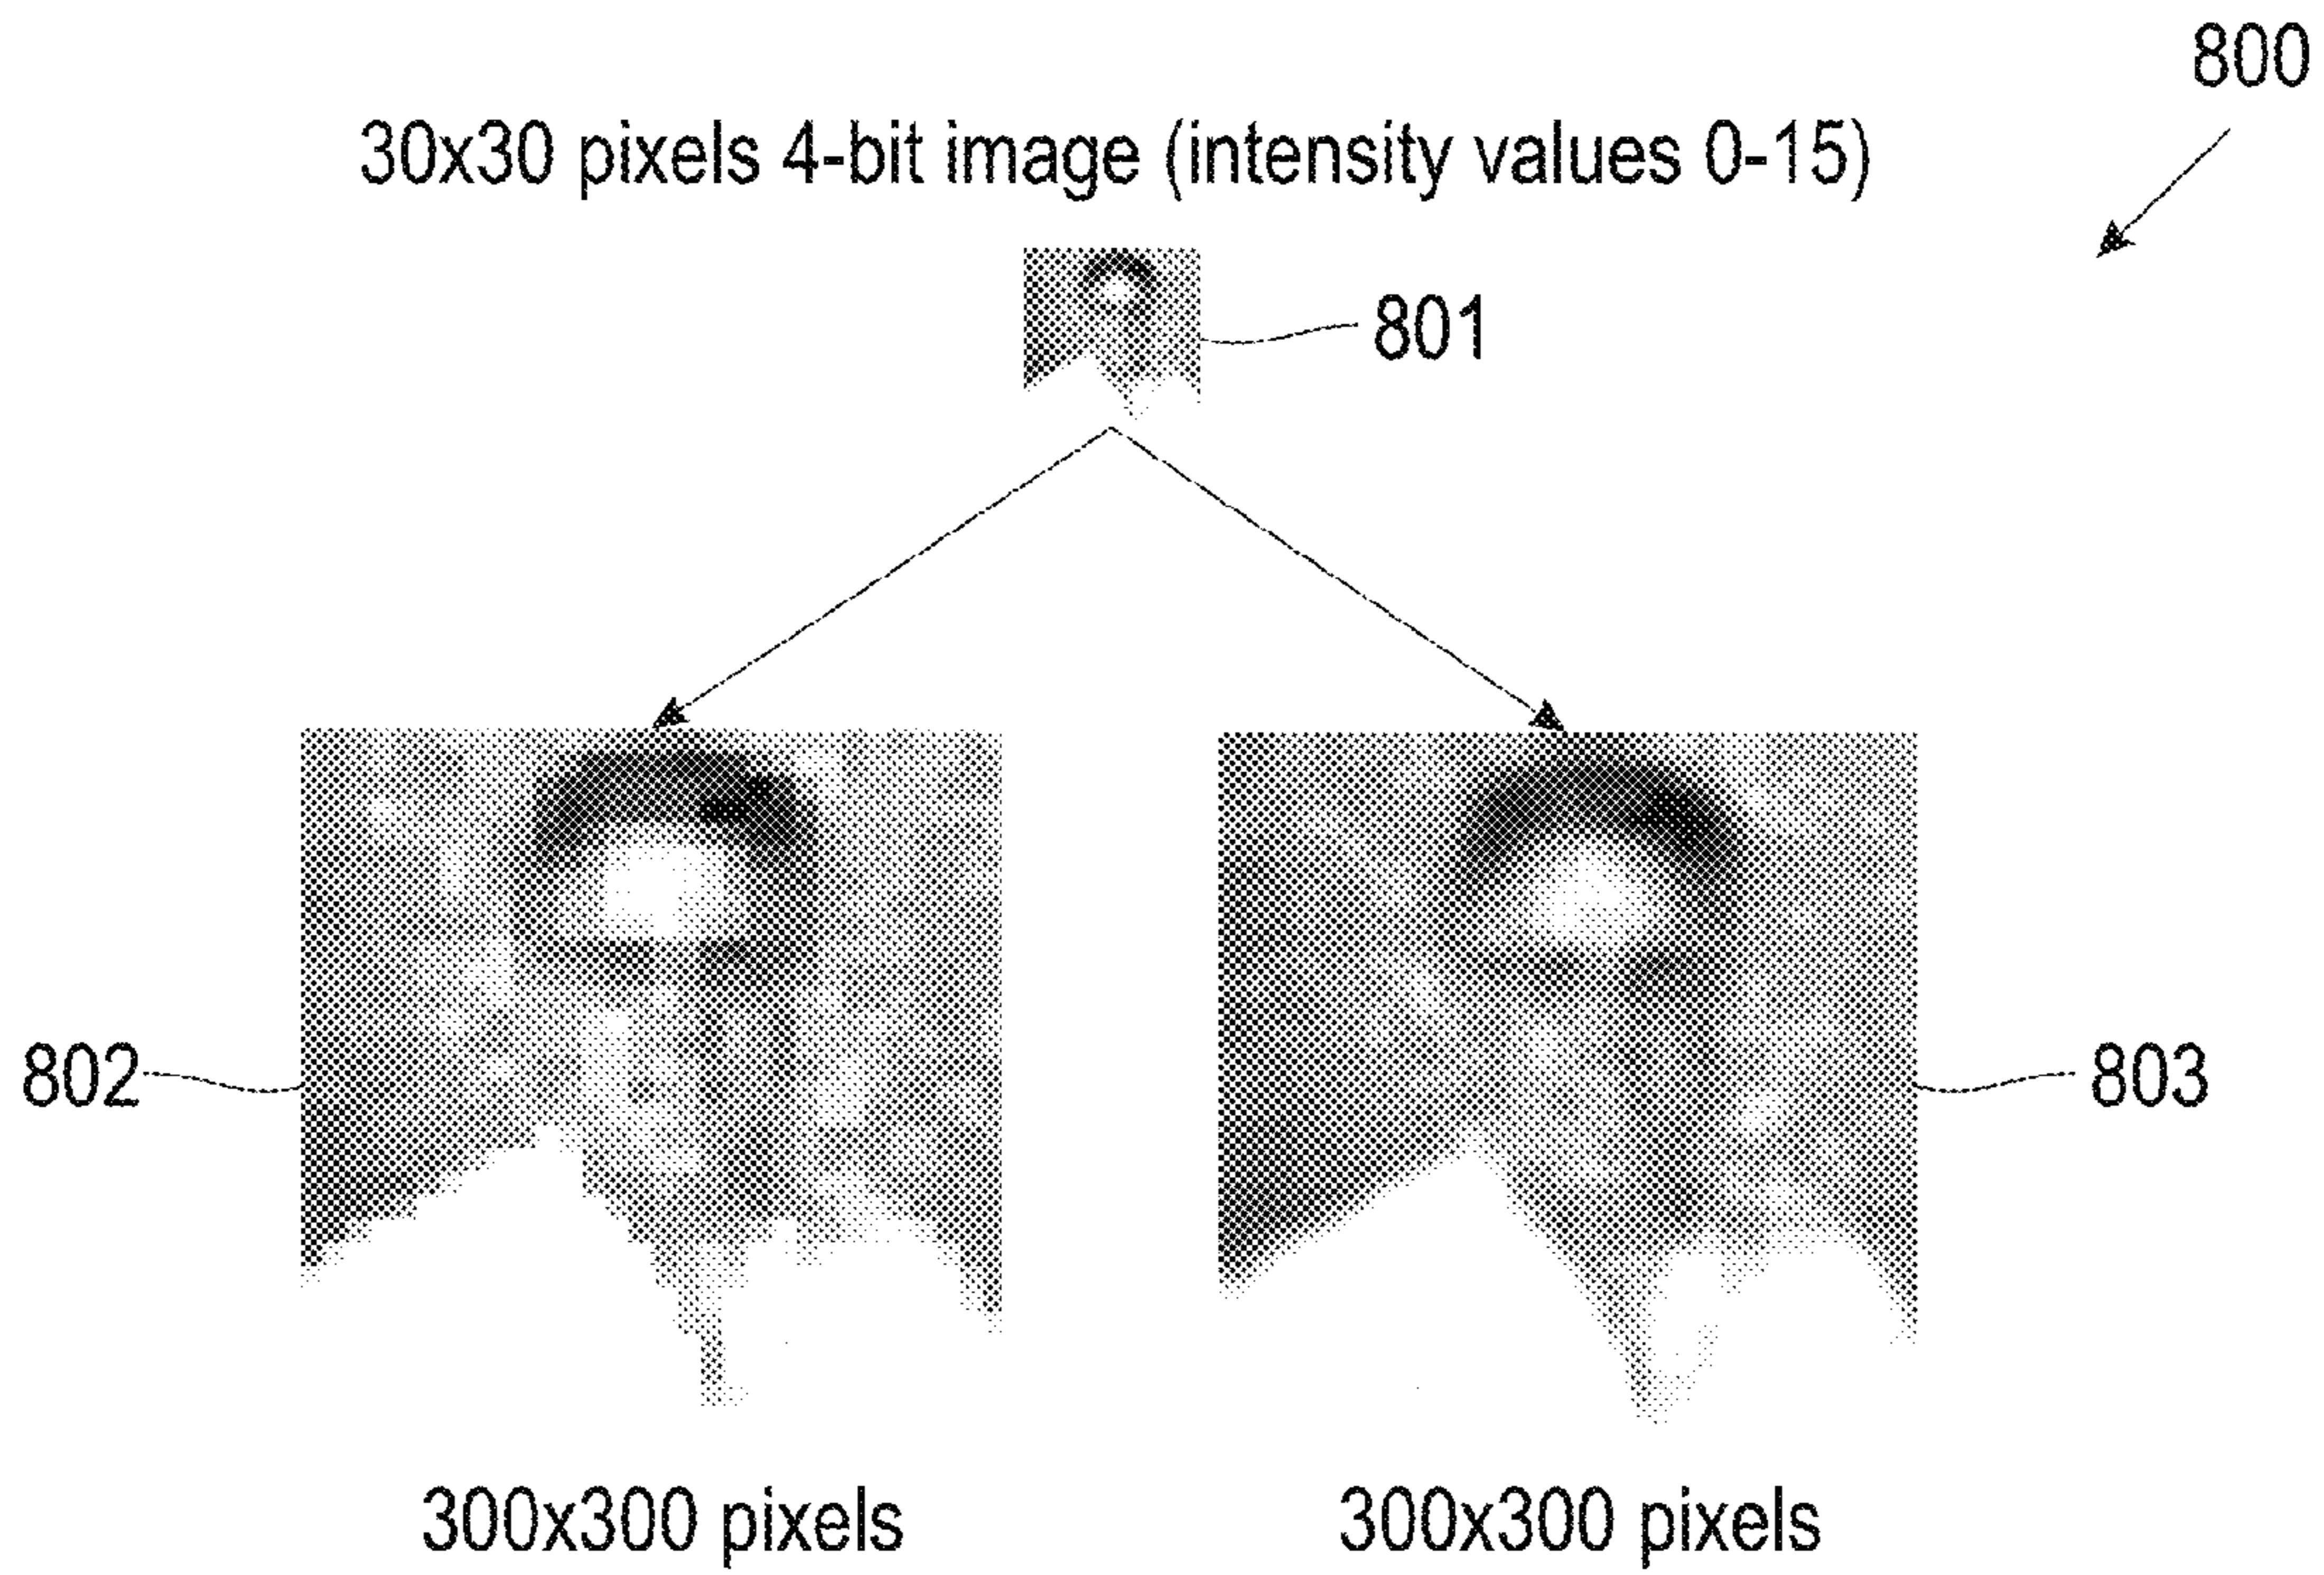 800
30x30 pixels 4-bit image (intensity values 0-15)
801
802
803
300x300 pixels
300x300 pixels